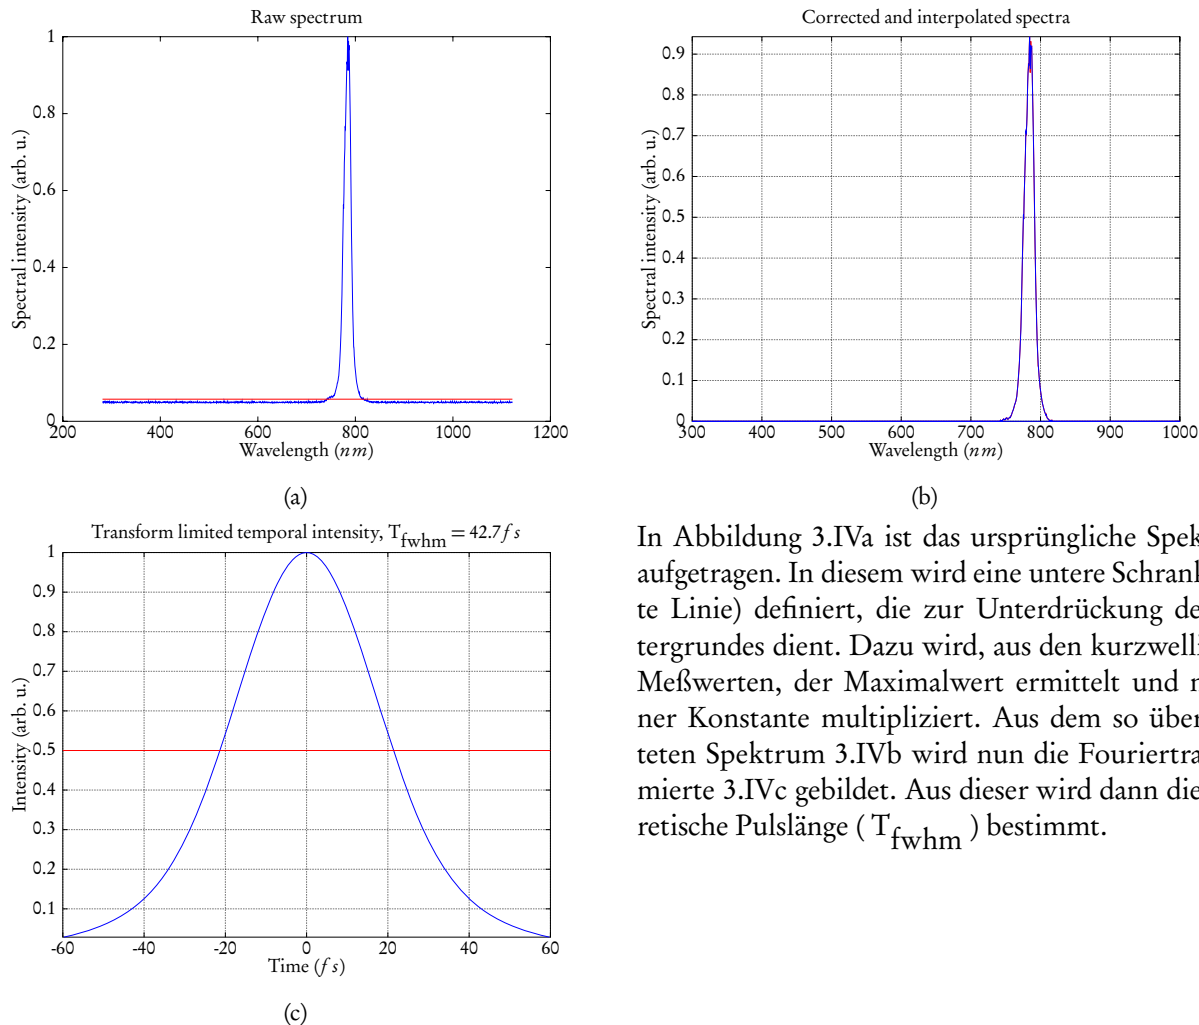 Raw spectrum
1
0.8
0.6
0.4
0.2
0
200
400
600
800
1000
1200
Spectral intensity (arb. u.)
Wavelength (nm)
(a)
Corrected and interpolated spectra
0.9
0.8
0.7
0.6
0.5
0.4
0.3
0.2
0.1
0
300
400
500
600
700
800
900
1000
Spectral intensity (arb. u.)
Wavelength (nm)
(b)
Transform limited temporal intensity, T_fwhm = 42.7 fs
1
0.9
0.8
0.7
0.6
0.5
0.4
0.3
0.2
0.1
-60
-40
-20
0
20
40
60
Intensity (arb. u.)
Time (fs)
(c)
In Abbildung 3.IVa ist das ursprüngliche Spek
aufgetragen. In diesem wird eine untere Schrank
te Linie) definiert, die zur Unterdrückung de
tergrundes dient. Dazu wird, aus den kurzwelli
Meßwerten, der Maximalwert ermittelt und n
ner Konstante multipliziert. Aus dem so über
teten Spektrum 3.IVb wird nun die Fouriertra
mierte 3.IVc gebildet. Aus dieser wird dann die
retische Pulslänge ( T_fwhm ) bestimmt.